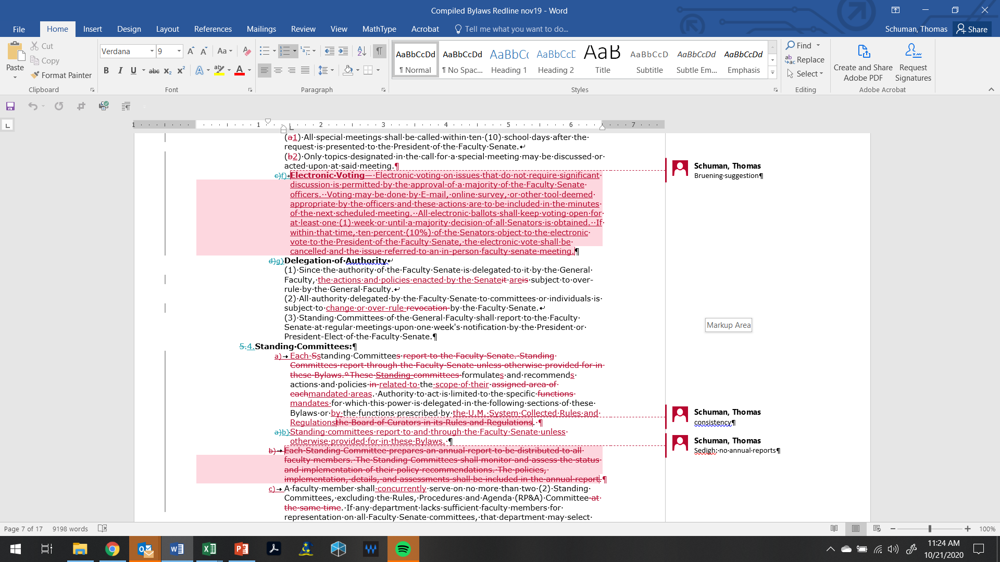 Compiled Bylaws Redline nov19 - Word
File Home Insert Design Layout References Mailings Review View MathType Acrobat Tell me what you want to do... Schuman, Thomas Share
Paste
Cut
Copy
Format Painter
Clipboard
Verdana 9
Font
Paragraph
AaBbCcDd ¶ Normal
AaBbCcDd ¶ No Spac...
AaBbC( Heading 1
AaBbCcE Heading 2
AaB Title
AaBbCcD Subtitle
AaBbCcDd Subtle Em...
AaBbCcDd Emphasis
Styles
Find
Replace
Select
Editing
Create and Share Adobe PDF
Request Signatures
Adobe Acrobat
1 1 2 3 4 5 6 7
(a1)·All·special·meetings·shall·be·called·within·ten·(10)·school·days·after·the·
request·is·presented·to·the·President·of·the·Faculty·Senate.↵
(b2)·Only·topics·designated·in·the·call·for·a·special·meeting·may·be·discussed·or·
acted·upon·at·said·meeting.¶
c)f)→Electronic·Voting—·Electronic·voting·on·issues·that·do·not·require·significant·
discussion·is·permitted·by·the·approval·of·a·majority·of·the·Faculty·Senate·
officers.··Voting·may·be·done·by·E-mail,·online·survey,·or·other·tool·deemed·
appropriate·by·the·officers·and·these·actions·are·to·be·included·in·the·minutes·
of·the·next·scheduled·meeting.··All·electronic·ballots·shall·keep·voting·open·for·
at·least·one·(1)·week·or·until·a·majority·decision·of·all·Senators·is·obtained.··If·
within·that·time,·ten·percent·(10%)·of·the·Senators·object·to·the·electronic·
vote·to·the·President·of·the·Faculty·Senate,·the·electronic·vote·shall·be·
cancelled·and·the·issue·referred·to·an·in-person·faculty·senate·meeting.¶
d)g)Delegation·of·Authority↵
(1)·Since·the·authority·of·the·Faculty·Senate·is·delegated·to·it·by·the·General·
Faculty,·the·actions·and·policies·enacted·by·the·Senateit·areis·subject·to·over-
rule·by·the·General·Faculty.↵
(2)·All·authority·delegated·by·the·Faculty·Senate·to·committees·or·individuals·is·
subject·to·change·or·over-rule·revocation·by·the·Faculty·Senate.↵
(3)·Standing·Committees·of·the·General·Faculty·shall·report·to·the·Faculty·
Senate·at·regular·meetings·upon·one·week's·notification·by·the·President·or·
President-Elect·of·the·Faculty·Senate.¶
5.4.Standing·Committees:¶
a)→Each·Sstanding·Committees·report·to·the·Faculty·Senate.·Standing·
Committees·report·through·the·Faculty·Senate·unless·otherwise·provided·for·in·
these·Bylaws.°These·Standing·committees·formulates·and·recommends·
actions·and·policies·in·related·to·the·scope·of·their·assigned·area·of·
eachmandated·areas.·Authority·to·act·is·limited·to·the·specific·functions·
mandates·for·which·this·power·is·delegated·in·the·following·sections·of·these·
Bylaws·or·by·the·functions·prescribed·by·the·U.M.·System·Collected·Rules·and·
Regulationsthe·Board·of·Curators·in·its·Rules·and·Regulations.·¶
a)b)Standing·committees·report·to·and·through·the·Faculty·Senate·unless·
otherwise·provided·for·in·these·Bylaws.·¶
b)→Each·Standing·Committee·prepares·an·annual·report·to·be·distributed·to·all·
faculty·members.·The·Standing·Committees·shall·monitor·and·assess·the·status·
and·implementation·of·their·policy·recommendations.·The·policies,·
implementation,·details,·and·assessments·shall·be·included·in·the·annual·report.¶
c)→A·faculty·member·shall·concurrently·serve·on·no·more·than·two·(2)·Standing·
Committees,·excluding·the·Rules,·Procedures·and·Agenda·(RP&A)·Committee·at·
the·same·time.·If·any·department·lacks·sufficient·faculty·members·for·
representation·on·all·Faculty·Senate·committees,·that·department·may·select·
Schuman, Thomas
Bruening·suggestion¶
Markup Area
Schuman, Thomas
consistency¶
Schuman, Thomas
Sedigh:·no·annual·reports¶
Page 7 of 17 9198 words 100%
11:24 AM
10/21/2020